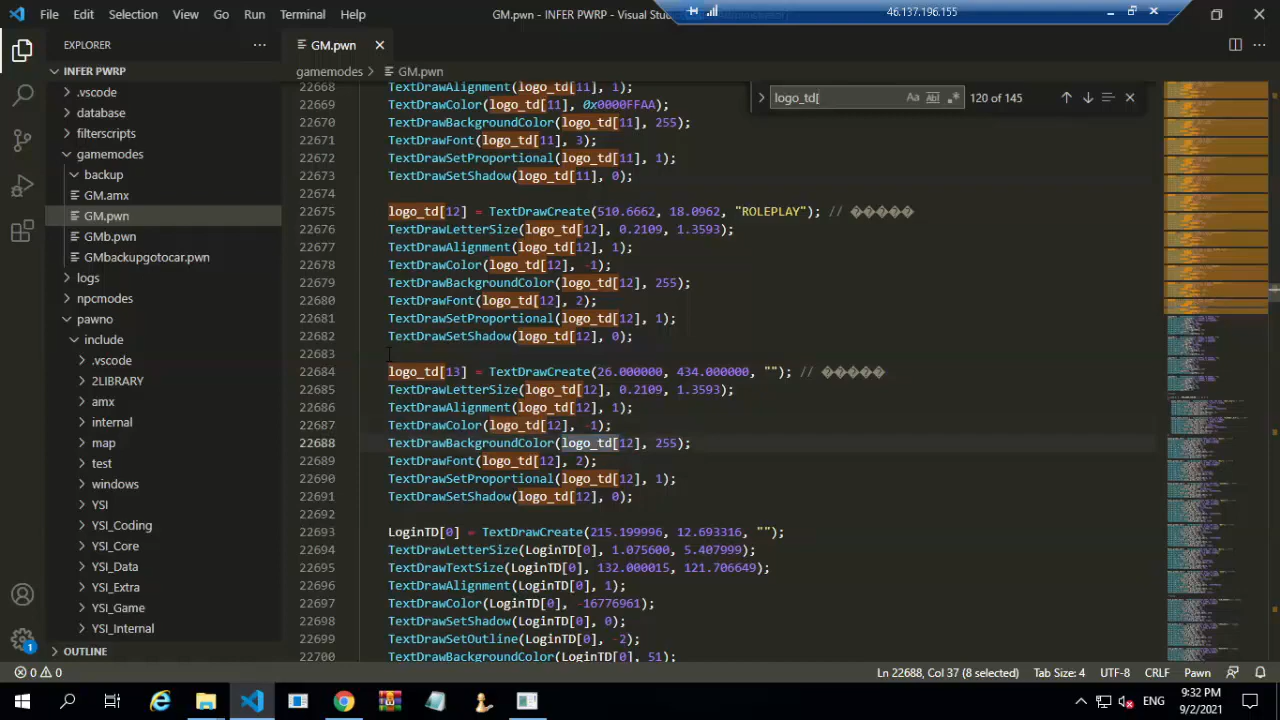 File Edit Selection View Go Run Terminal Help GM.pwn - INFER PWRP - Visual Stu
46.137.196.155
EXPLORER
GM.pwn
INFER PWRP
gamemodes > GM.pwn
.vscode
database
filterscripts
gamemodes
backup
GM.amx
GM.pwn
GMb.pwn
GMbackupgotocar.pwn
logs
npcmodes
pawno
include
.vscode
2LIBRARY
amx
internal
map
test
windows
YSI
YSI_Coding
YSI_Core
YSI_Data
YSI_Extra
YSI_Game
YSI_Internal
OUTLINE
logo_td[ Aa ab 120 of 145
22668 TextDrawAlignment(logo_td[11], 1);
22669 TextDrawColor(logo_td[11], 0x0000FFAA);
22670 TextDrawBackgroundColor(logo_td[11], 255);
22671 TextDrawFont(logo_td[11], 3);
22672 TextDrawSetProportional(logo_td[11], 1);
22673 TextDrawSetShadow(logo_td[11], 0);
22674
22675 logo_td[12] = TextDrawCreate(510.6662, 18.0962, "ROLEPLAY"); // �����
22676 TextDrawLetterSize(logo_td[12], 0.2109, 1.3593);
22677 TextDrawAlignment(logo_td[12], 1);
22678 TextDrawColor(logo_td[12], -1);
22679 TextDrawBackgroundColor(logo_td[12], 255);
22680 TextDrawFont(logo_td[12], 2);
22681 TextDrawSetProportional(logo_td[12], 1);
22682 TextDrawSetShadow(logo_td[12], 0);
22683
22684 logo_td[13] = TextDrawCreate(26.000000, 434.000000, ""); // �����
22685 TextDrawLetterSize(logo_td[12], 0.2109, 1.3593);
22686 TextDrawAlignment(logo_td[12], 1);
22687 TextDrawColor(logo_td[12], -1);
22688 TextDrawBackgroundColor(logo_td[12], 255);
22689 TextDrawFont(logo_td[12], 2);
22690 TextDrawSetProportional(logo_td[12], 1);
22691 TextDrawSetShadow(logo_td[12], 0);
22692
22693 LoginTD[0] = TextDrawCreate(215.199996, 12.693316, "");
22694 TextDrawLetterSize(LoginTD[0], 1.075600, 5.407999);
22695 TextDrawTextSize(LoginTD[0], 132.000015, 121.706649);
22696 TextDrawAlignment(LoginTD[0], 1);
22697 TextDrawColor(LoginTD[0], -16776961);
22698 TextDrawSetShadow(LoginTD[0], 0);
22699 TextDrawSetOutline(LoginTD[0], -2);
22700 TextDrawBackgroundColor(LoginTD[0], 51);
0 0 Ln 22688, Col 37 (8 selected) Tab Size: 4 UTF-8 CRLF Pawn
1
ENG 9:32 PM
9/2/2021